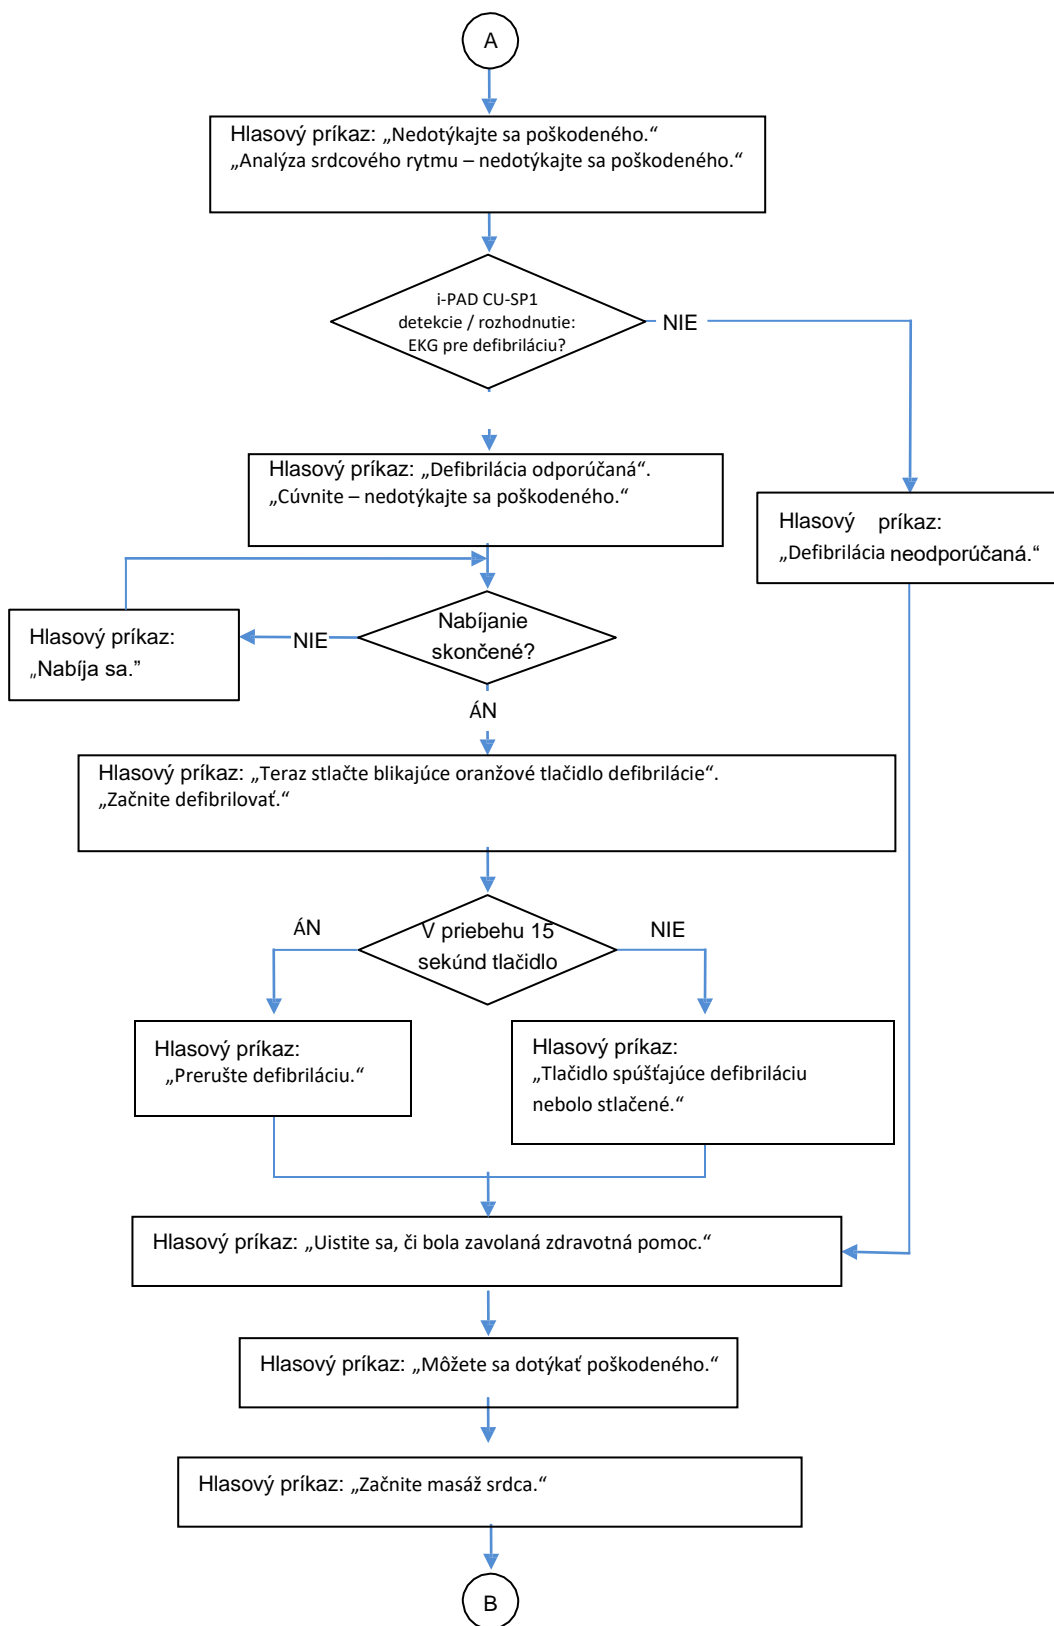 A
Hlasový príkaz: „Nedotýkajte sa poškodeného.“
„Analýza srdcového rytmu – nedotýkajte sa poškodeného.“
i-PAD CU-SP1
detekcie / rozhodnutie:
EKG pre defibriláciu?
NIE
Hlasový príkaz: „Defibrilácia odporúčaná“.
„Cúvnite – nedotýkajte sa poškodeného.“
Hlasový príkaz:
„Defibrilácia neodporúčaná.“
Nabíjanie
skončené?
NIE
Hlasový príkaz:
„Nabíja sa.”
ÁN
Hlasový príkaz: „Teraz stlačte blikajúce oranžové tlačidlo defibrilácie“.
„Začnite defibrilovať.“
ÁN
V priebehu 15
sekúnd tlačidlo
NIE
Hlasový príkaz:
„Prerušte defibriláciu.“
Hlasový príkaz:
„Tlačidlo spúšťajúce defibriláciu
nebolo stlačené.“
Hlasový príkaz: „Uistite sa, či bola zavolaná zdravotná pomoc.“
Hlasový príkaz: „Môžete sa dotýkať poškodeného.“
Hlasový príkaz: „Začnite masáž srdca.“
B